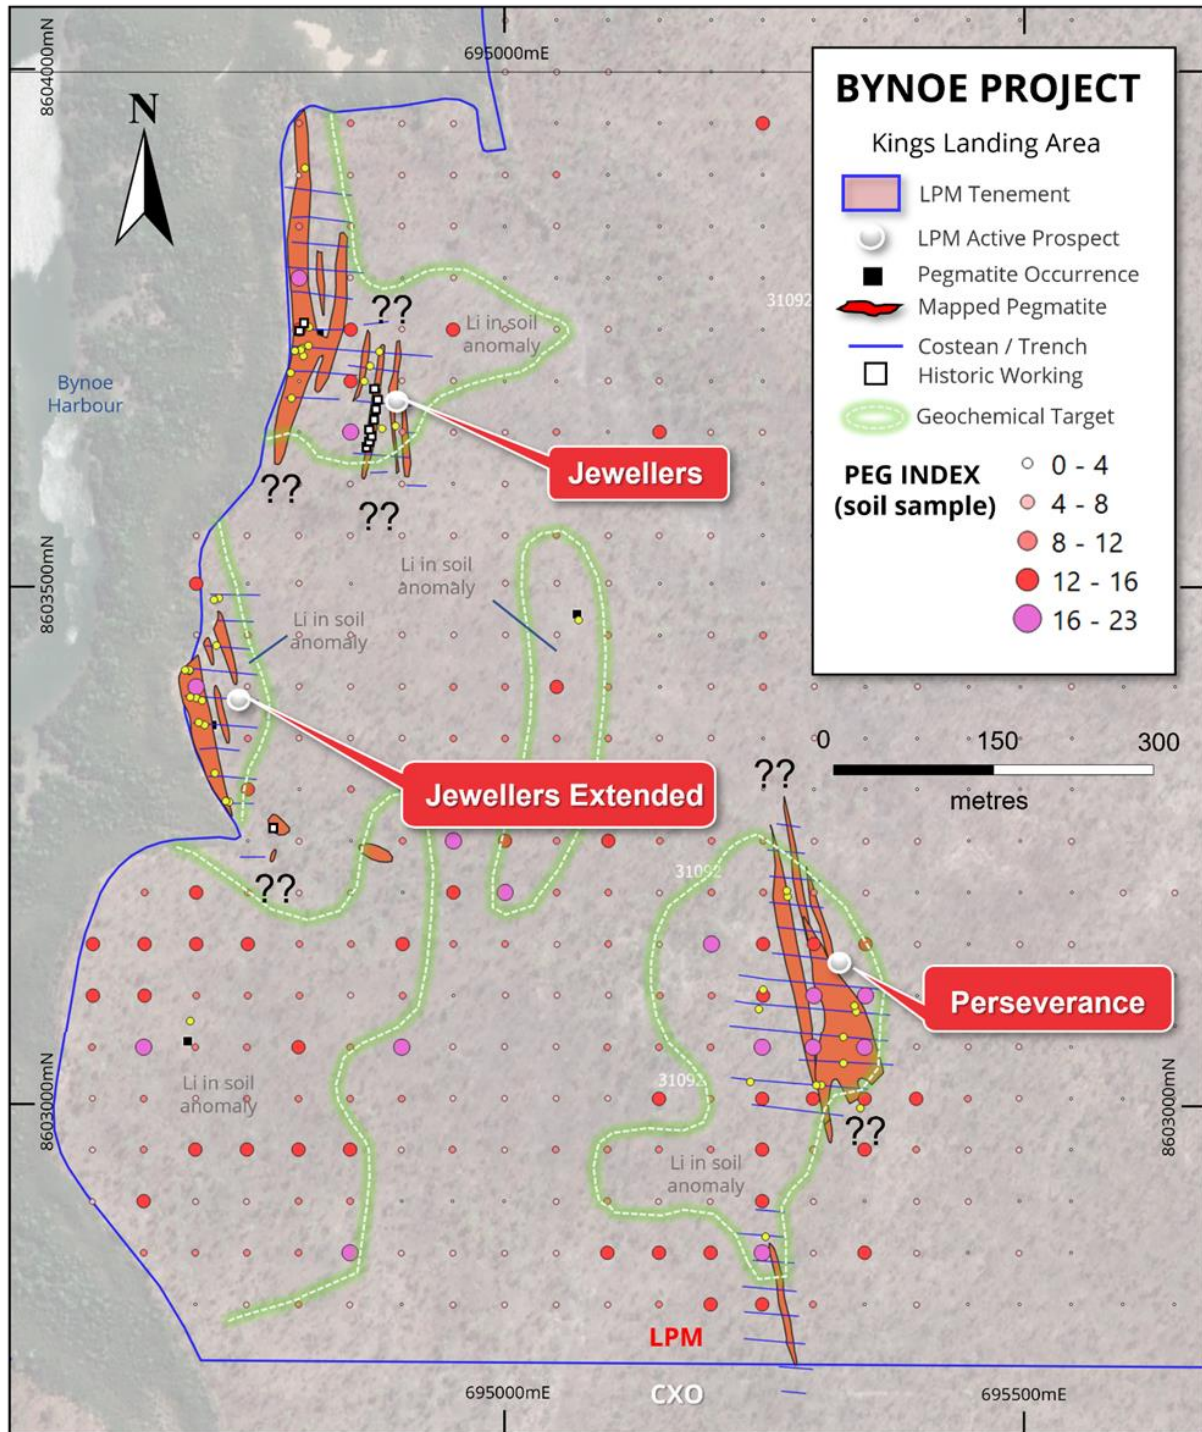 695000mE
8604000mN
BYNOE PROJECT
Kings Landing Area
LPM Tenement
LPM Active Prospect
Pegmatite Occurrence
Mapped Pegmatite
Costean / Trench
Historic Working
Geochemical Target
PEG INDEX
(soil sample)
0 - 4
4 - 8
8 - 12
12 - 16
16 - 23
N
31092
??
Li in soil
anomaly
Bynoe
Harbour
Jewellers
??
??
8603500mN
Li in soil
anomaly
Li in soil
anomaly
0 150 300
metres
??
Jewellers Extended
31092
??
Perseverance
31092
Li in soil
anomaly
8603000mN
8603000mN
??
Li in soil
anomaly
LPM
CXO
695000mE
695500mE